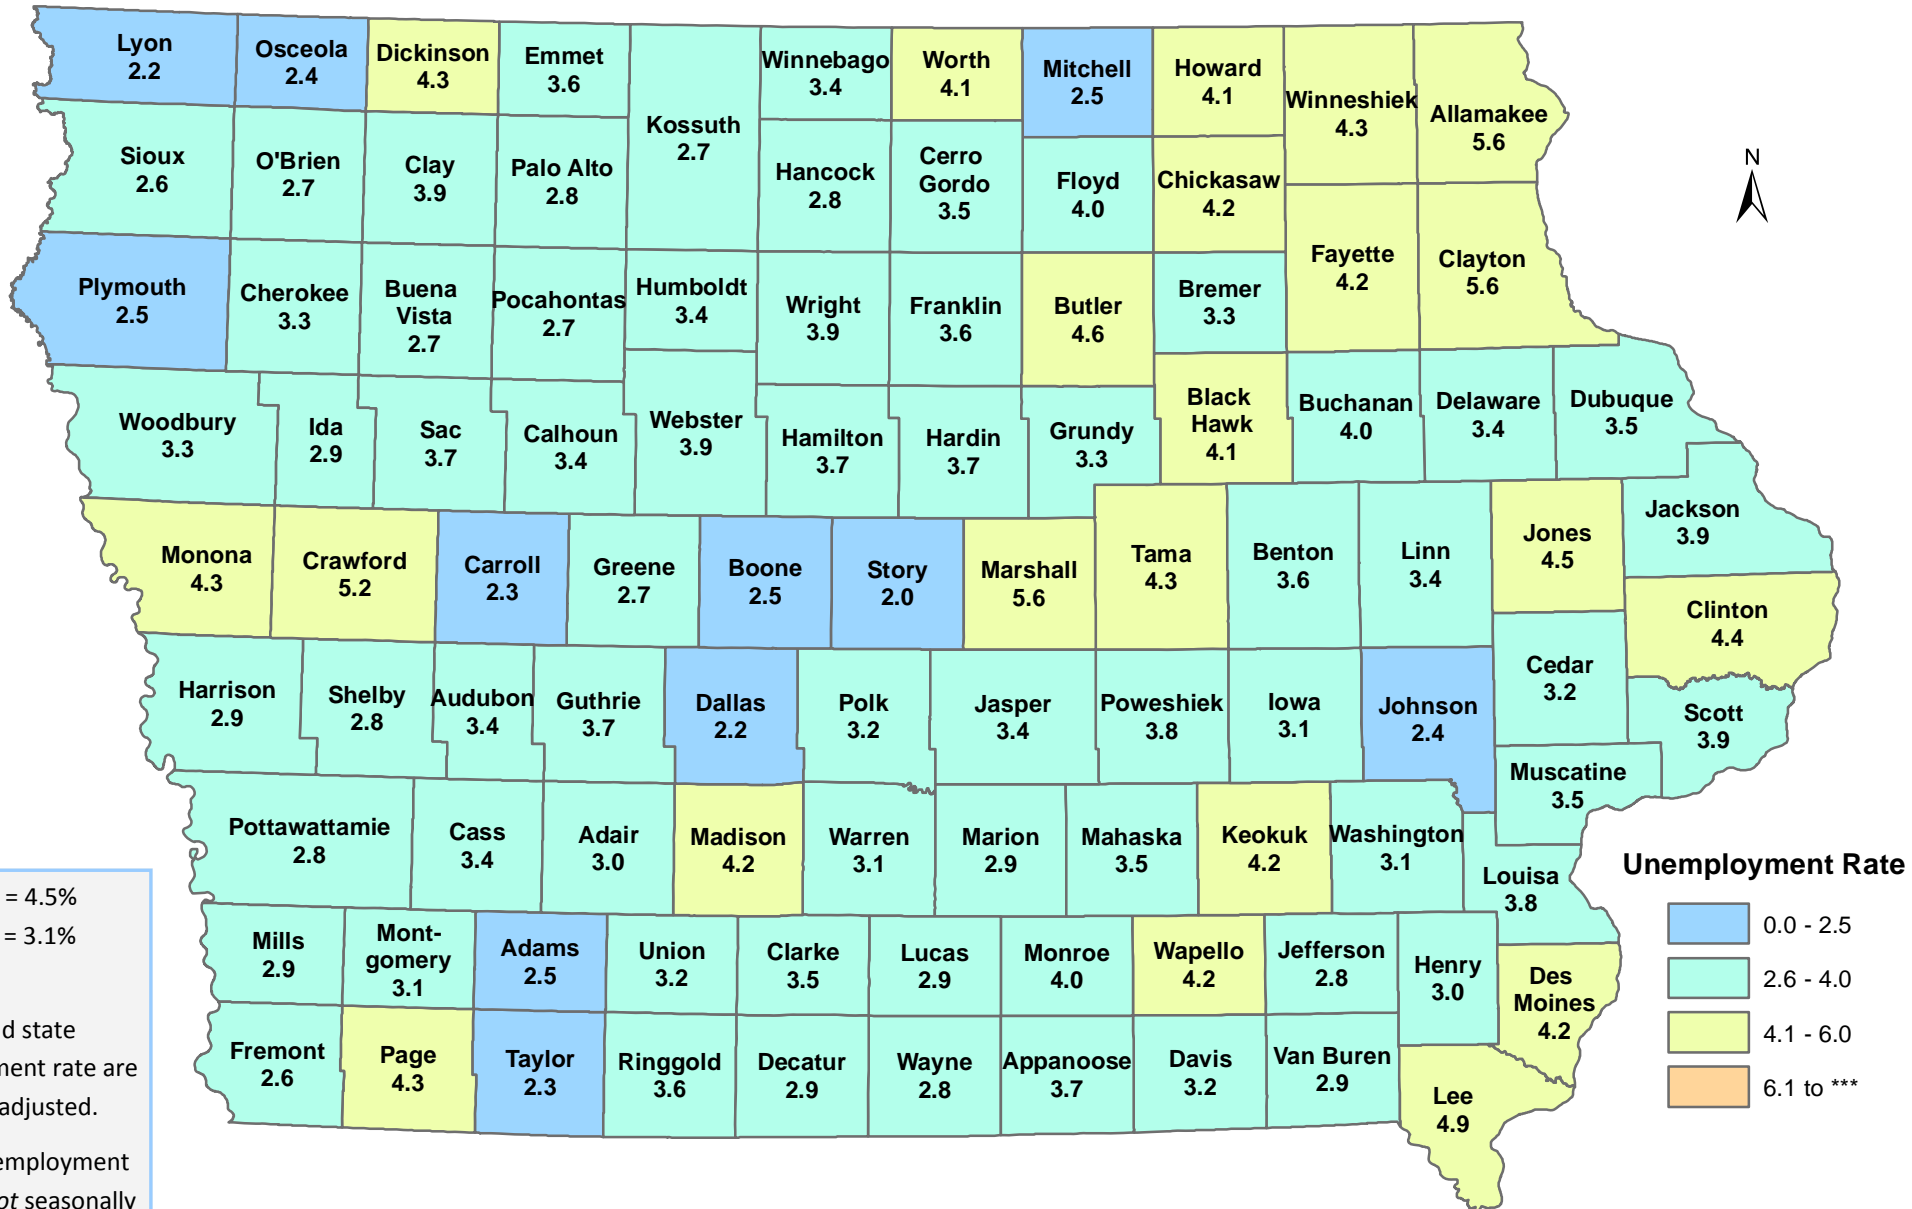 Lyon
2.2
Osceola
2.4
Dickinson
4.3
Emmet
3.6
Kossuth
2.7
Winnebago
3.4
Worth
4.1
Mitchell
2.5
Howard
4.1
Winneshiek
4.3
Allamakee
5.6
N
Sioux
2.6
O'Brien
2.7
Clay
3.9
Palo Alto
2.8
Hancock
2.8
Cerro
Gordo
3.5
Floyd
4.0
Chickasaw
4.2
Fayette
4.2
Clayton
5.6
Plymouth
2.5
Cherokee
3.3
Buena
Vista
2.7
Pocahontas
2.7
Humboldt
3.4
Wright
3.9
Franklin
3.6
Butler
4.6
Bremer
3.3
Woodbury
3.3
Ida
2.9
Sac
3.7
Calhoun
3.4
Webster
3.9
Hamilton
3.7
Hardin
3.7
Grundy
3.3
Black
Hawk
4.1
Buchanan
4.0
Delaware
3.4
Dubuque
3.5
Monona
4.3
Crawford
5.2
Carroll
2.3
Greene
2.7
Boone
2.5
Story
2.0
Marshall
5.6
Tama
4.3
Benton
3.6
Linn
3.4
Jones
4.5
Jackson
3.9
Clinton
4.4
Harrison
2.9
Shelby
2.8
Audubon
3.4
Guthrie
3.7
Dallas
2.2
Polk
3.2
Jasper
3.4
Poweshiek
3.8
Iowa
3.1
Johnson
2.4
Cedar
3.2
Scott
3.9
Muscatine
3.5
Pottawattamie
2.8
Cass
3.4
Adair
3.0
Madison
4.2
Warren
3.1
Marion
2.9
Mahaska
3.5
Keokuk
4.2
Washington
3.1
Louisa
3.8
Mills
2.9
Mont-
gomery
3.1
Adams
2.5
Union
3.2
Clarke
3.5
Lucas
2.9
Monroe
4.0
Wapello
4.2
Jefferson
2.8
Henry
3.0
Des
Moines
4.2
Fremont
2.6
Page
4.3
Taylor
2.3
Ringgold
3.6
Decatur
2.9
Wayne
2.8
Appanoose
3.7
Davis
3.2
Van Buren
2.9
Lee
4.9
= 4.5%
= 3.1%
d state
ment rate are
adjusted.
employment
ot seasonally
Unemployment Rate
0.0 - 2.5
2.6 - 4.0
4.1 - 6.0
6.1 to ***